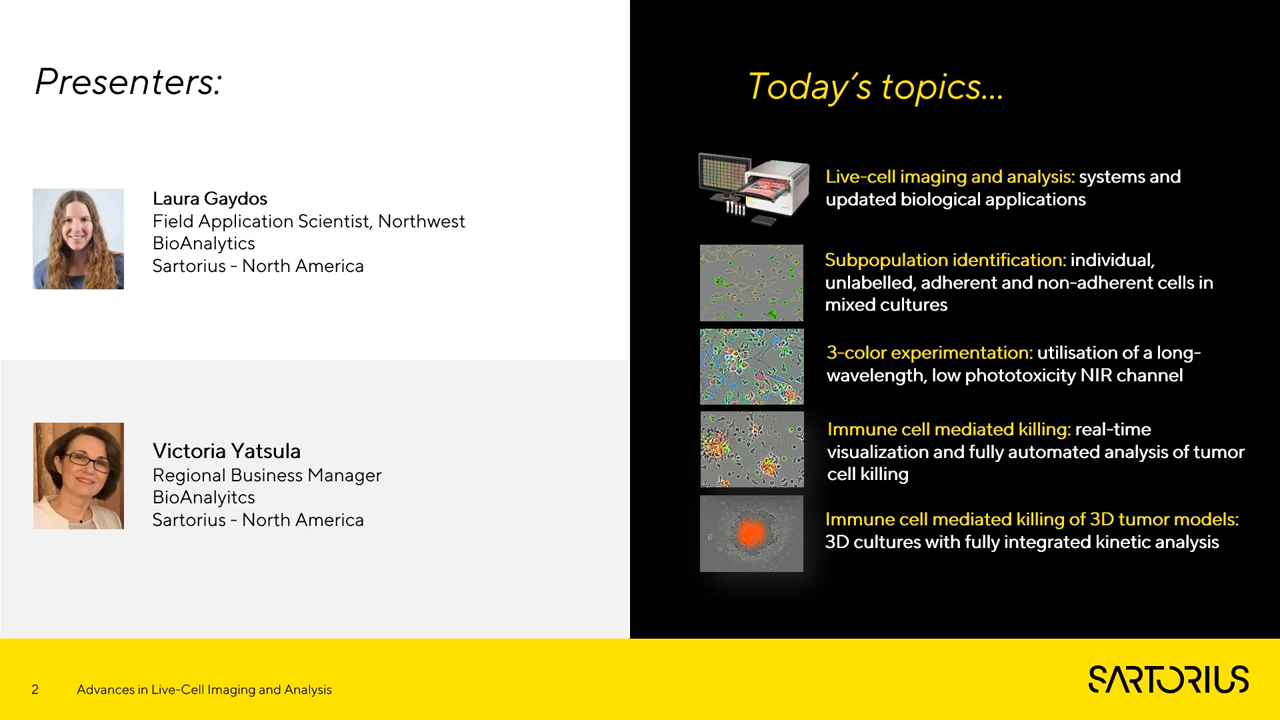 Presenters:
Laura Gaydos
Field Application Scientist, Northwest
BioAnalytics
Sartorius - North America
Victoria Yatsula
Regional Business Manager
BioAnalyitcs
Sartorius - North America
Today's topics...
Live-cell imaging and analysis: systems and
updated biological applications
Subpopulation identification: individual,
unlabelled, adherent and non-adherent cells in
mixed cultures
3-color experimentation: utilisation of a long-
wavelength, low phototoxicity NIR channel
Immune cell mediated killing: real-time
visualization and fully automated analysis of tumor
cell killing
Immune cell mediated killing of 3D tumor models:
3D cultures with fully integrated kinetic analysis
2 Advances in Live-Cell Imaging and Analysis
SARTORIUS